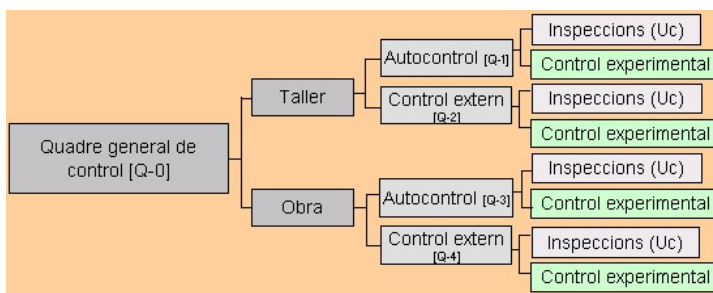 Quadre general de
control [Q-0]
Taller
Autocontrol [Q-1]
Inspeccions (Uc)
Control experimental
Control extern
[Q-2]
Inspeccions (Uc)
Control experimental
Obra
Autocontrol [Q-3]
Inspeccions (Uc)
Control experimental
Control extern
[Q-4]
Inspeccions (Uc)
Control experimental